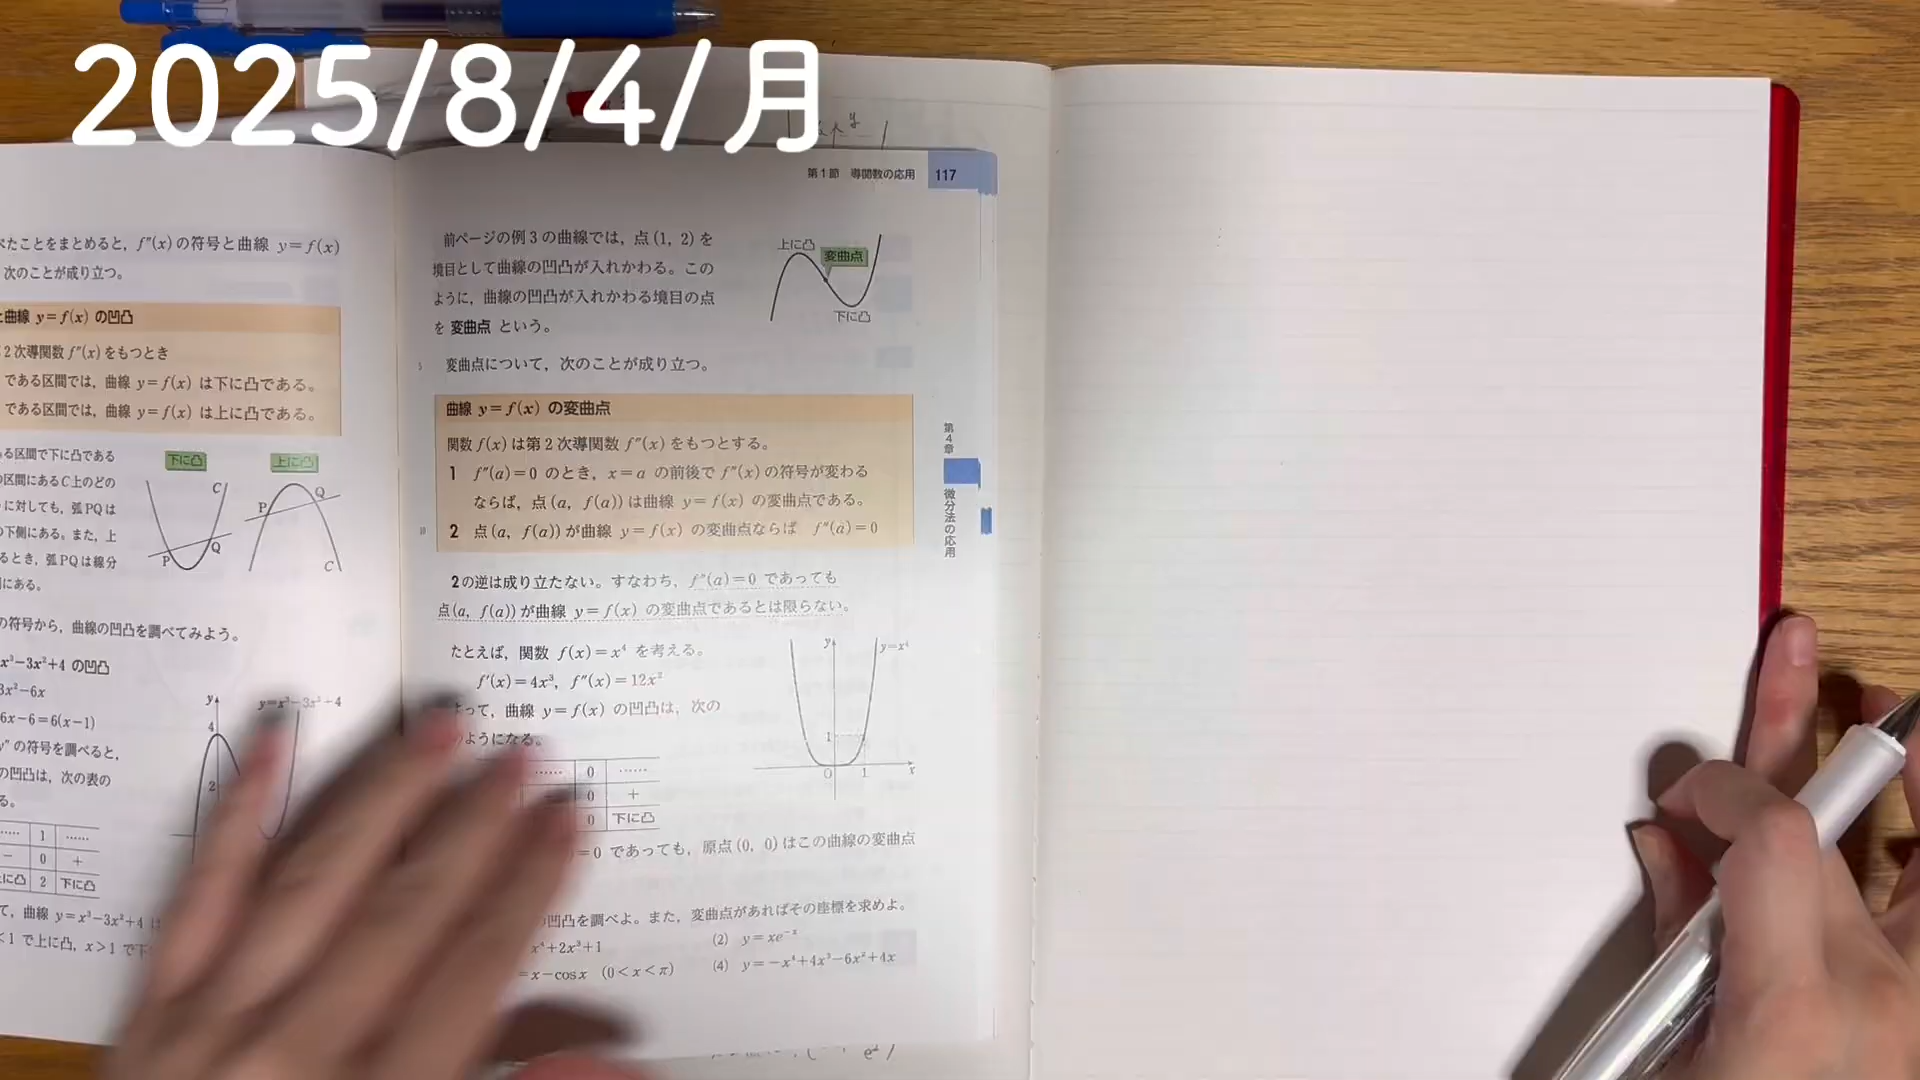 2025/8/4/月
べたことをまとめると，f″(x)の符号と曲線 y=f(x)
次のことが成り立つ。
と曲線 y=f(x) の凹凸
2次導関数 f″(x) をもつとき
である区間では，曲線 y=f(x) は下に凸である。
である区間では，曲線 y=f(x) は上に凸である。
る区間で下に凸である
の区間にあるC上のどの
に対しても，弧PQは
の下側にある。また，上
るとき，弧PQは線分
にある。
下に凸
上に凸
C
P
Q
P
Q
C
の符号から，曲線の凹凸を調べてみよう。
x³−3x²+4 の凹凸
3x²−6x
6x−6=6(x−1)
y″ の符号を調べると，
の凹凸は，次の表の
る。
y
4
2
y=x³−3x²+4
…… 1 ……
− 0 +
上に凸 2 下に凸
て，曲線 y=x³−3x²+4 は
<1 で上に凸，x>1 で下
第1節 導関数の応用 117
前ページの例3の曲線では，点(1, 2)を
境目として曲線の凹凸が入れかわる。この
ように，曲線の凹凸が入れかわる境目の点
を 変曲点 という。
上に凸
変曲点
下に凸
5 変曲点について，次のことが成り立つ。
曲線 y=f(x) の変曲点
関数 f(x) は第2次導関数 f″(x) をもつとする。
1 f″(a)=0 のとき，x=a の前後で f″(x) の符号が変わる
ならば，点(a, f(a))は曲線 y=f(x) の変曲点である。
10 2 点(a, f(a))が曲線 y=f(x) の変曲点ならば f″(a)=0
2の逆は成り立たない。すなわち，f″(a)=0 であっても
点(a, f(a))が曲線 y=f(x) の変曲点であるとは限らない。
たとえば，関数 f(x)=x⁴ を考える。
f′(x)=4x³，f″(x)=12x²
よって，曲線 y=f(x) の凹凸は，次の
のようになる。
…… 0 ……
0 +
0 下に凸
y
y=x⁴
1
O 1 x
=0 であっても，原点(0, 0)はこの曲線の変曲点
の凹凸を調べよ。また，変曲点があればその座標を求めよ。
x⁴+2x³+1
(2) y=xe⁻ˣ
=x−cosx (0<x<π)
(4) y=−x⁴+4x³−6x²+4x
第4章
微分法の応用